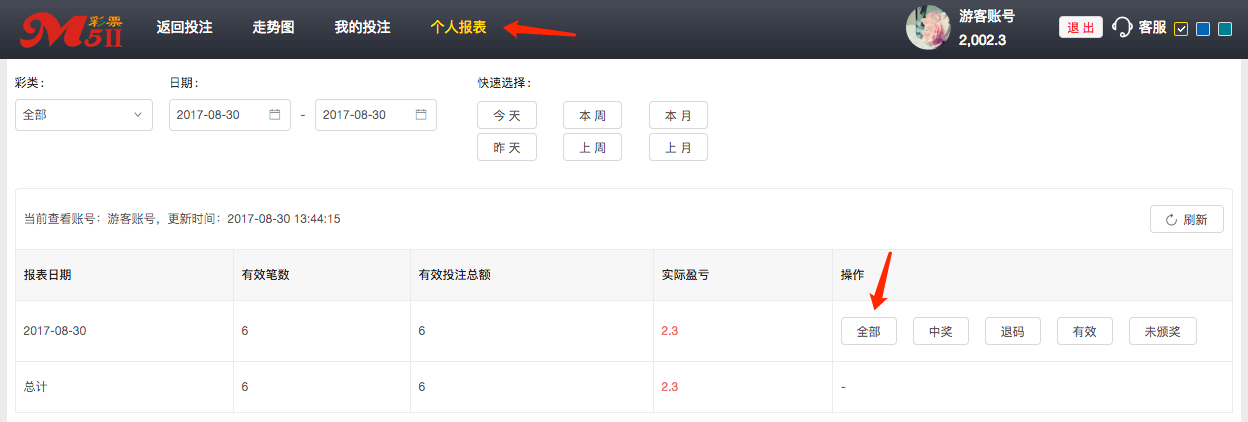 M5II彩票 返回投注 走势图 我的投注 个人报表 游客账号 退 出 客服
2,002.3
彩类: 日期: 快速选择:
全部 2017-08-30 - 2017-08-30 今 天 本 周 本 月
昨 天 上 周 上 月
当前查看账号: 游客账号, 更新时间: 2017-08-30 13:44:15 刷新
报表日期 有效笔数 有效投注总额 实际盈亏 操作
2017-08-30 6 6 2.3 全部 中奖 退码 有效 未颁奖
总计 6 6 2.3 -